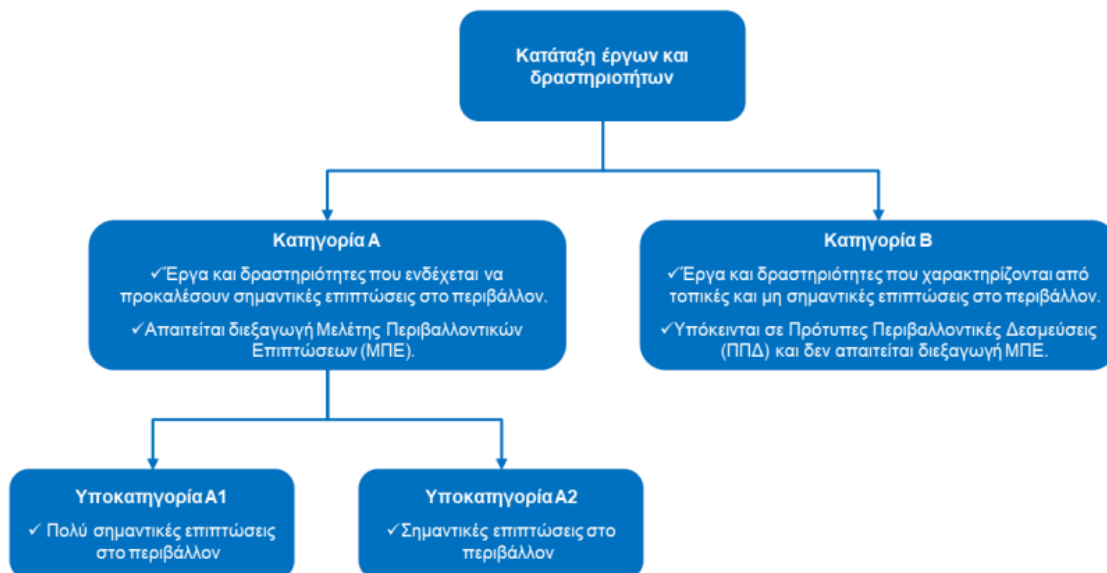 Κατάταξη έργων και
δραστηριοτήτων
Κατηγορία Α
✓Έργα και δραστηριότητες που ενδέχεται να
προκαλέσουν σημαντικές επιπτώσεις στο περιβάλλον.
✓Απαιτείται διεξαγωγή Μελέτης Περιβαλλοντικών
Επιπτώσεων (ΜΠΕ).
Κατηγορία Β
✓Έργα και δραστηριότητες που χαρακτηρίζονται από
τοπικές και μη σημαντικές επιπτώσεις στο περιβάλλον.
✓Υπόκεινται σε Πρότυπες Περιβαλλοντικές Δεσμεύσεις
(ΠΠΔ) και δεν απαιτείται διεξαγωγή ΜΠΕ.
Υποκατηγορία Α1
✓ Πολύ σημαντικές επιπτώσεις
στο περιβάλλον
Υποκατηγορία Α2
✓Σημαντικές επιπτώσεις στο
περιβάλλον